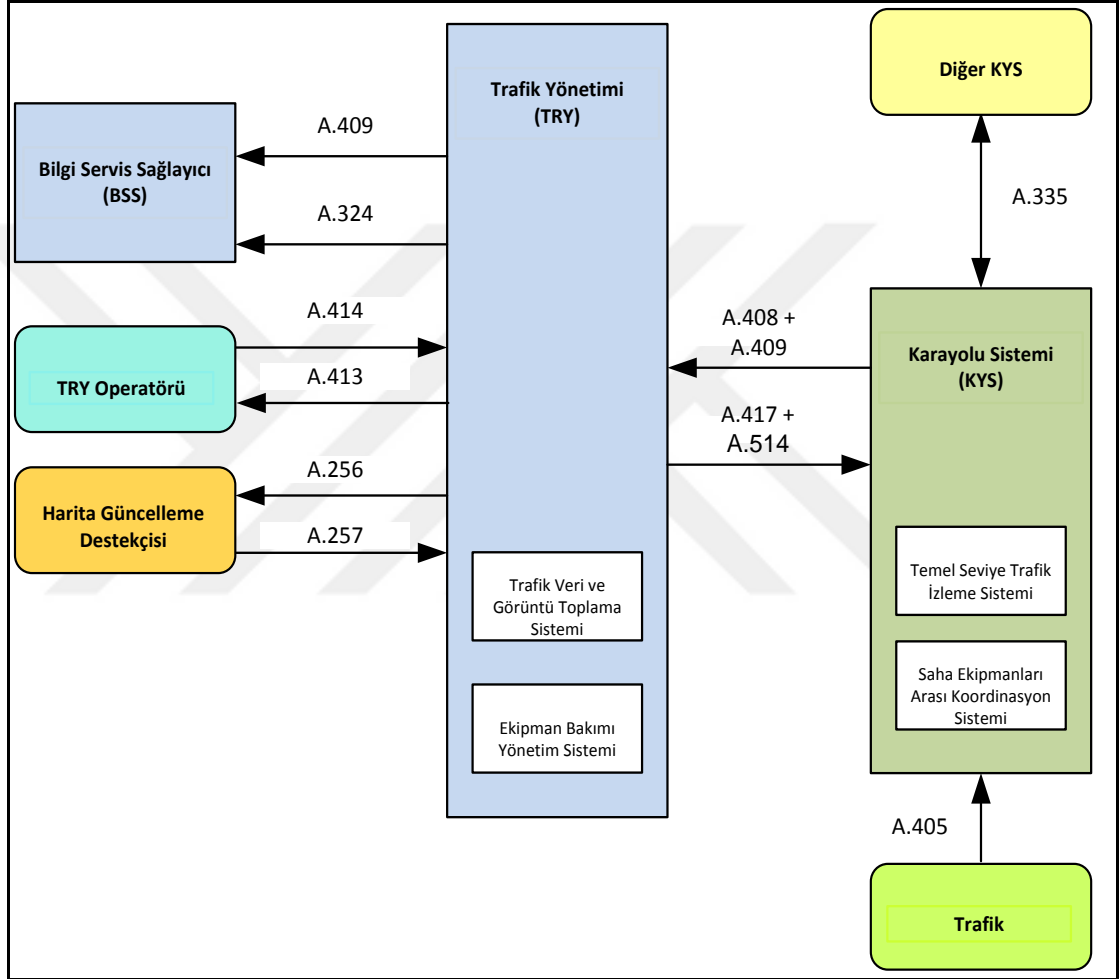 Trafik Yönetimi
(TRY)
Diğer KYS
A.409
Bilgi Servis Sağlayıcı
(BSS)
A.324
A.335
A.414
A.408 +
A.409
Karayolu Sistemi
(KYS)
TRY Operatörü
A.413
A.417 +
A.514
A.256
Harita Güncelleme
Destekçisi
A.257
Trafik Veri ve
Görüntü Toplama
Sistemi
Temel Seviye Trafik
İzleme Sistemi
Ekipman Bakımı
Yönetim Sistemi
Saha Ekipmanları
Arası Koordinasyon
Sistemi
A.405
Trafik